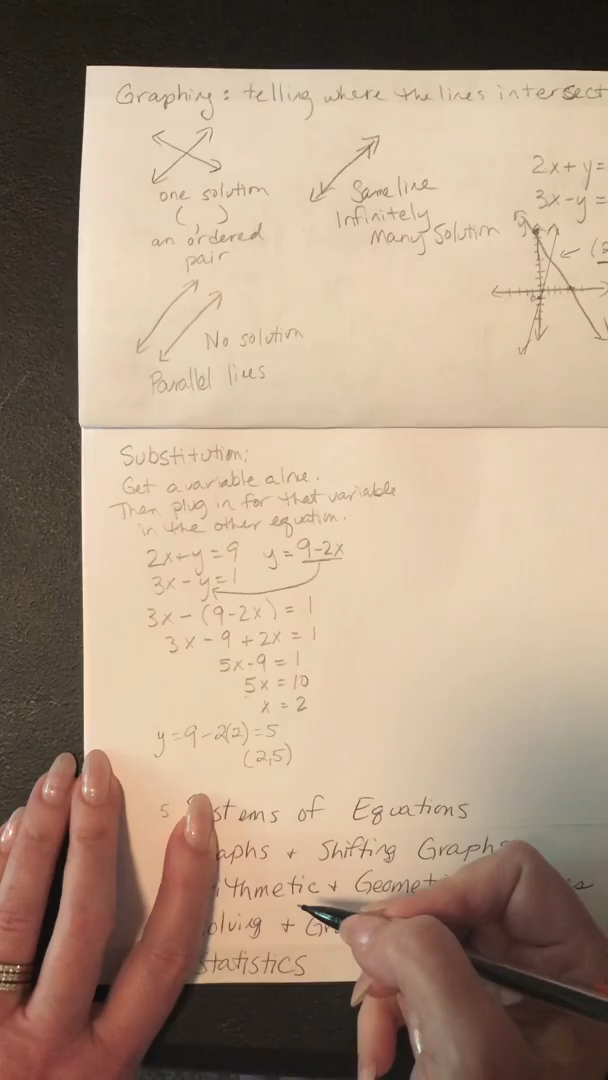 Graphing: telling where the lines intersect
one solution
( , )
an ordered
pair
Same line
Infinitely
Many Solution
2x + y =
3x - y =
y
(2
No solution
Parallel lines
Substitution:
Get a variable alone.
Then plug in for that variable
in the other equation.
2x + y = 9 y = 9-2x
3x - y = 1
3x - (9-2x) = 1
3x - 9 + 2x = 1
5x - 9 = 1
5x = 10
x = 2
y = 9 - 2(2) = 5
(2,5)
stems of Equations
aphs + Shifting Graphs
ithmetic + Geomet
olving + Gr
statistics